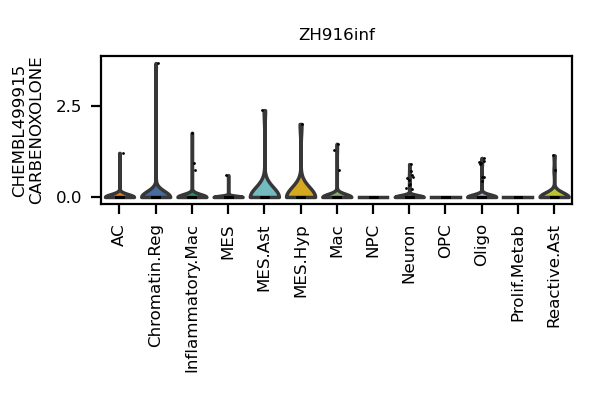 ZH916inf
CHEMBL499915
CARBENOXOLONE
2.5
0.0
AC
Chromatin.Reg
Inflammatory.Mac
MES
MES.Ast
MES.Hyp
Mac
NPC
Neuron
OPC
Oligo
Prolif.Metab
Reactive.Ast